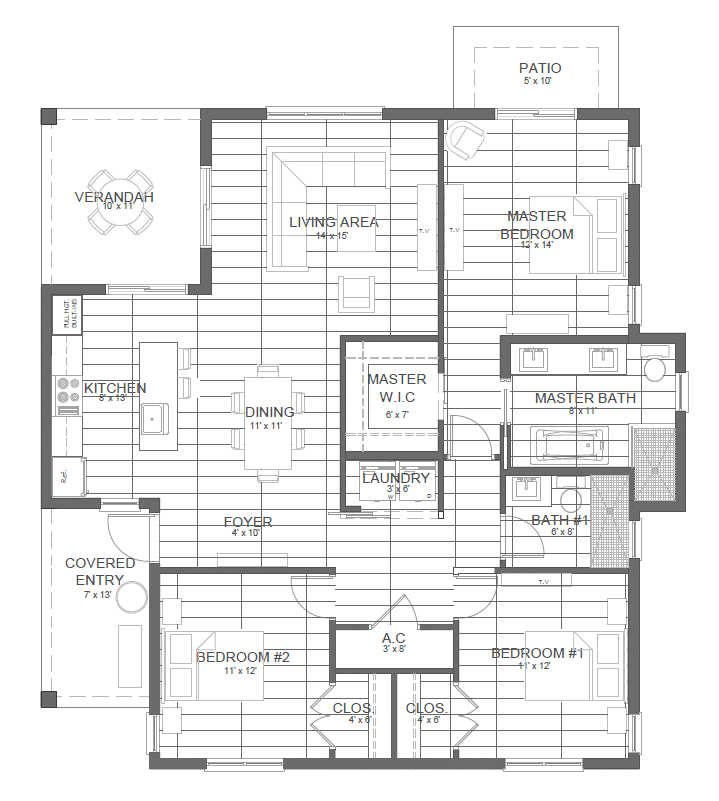 PATIO
5' x 10'
VERANDAH
10' x 11'
LIVING AREA
14' x 15'
T.V
T.V
MASTER
BEDROOM
12' x 14'
FULL HGT.
BUILT-INS
KITCHEN
8' x 13'
DINING
11' x 11'
MASTER
W.I.C
6' x 7'
MASTER BATH
8' x 11'
Ref.
LAUNDRY
3' x 6'
W
D
FOYER
4' x 10'
BATH #1
6' x 8'
COVERED
ENTRY
7' x 13'
T.V
A.C
3' x 8'
BEDROOM #2
11' x 12'
BEDROOM #1
11' x 12'
CLOS.
4' x 6'
CLOS.
4' x 6'